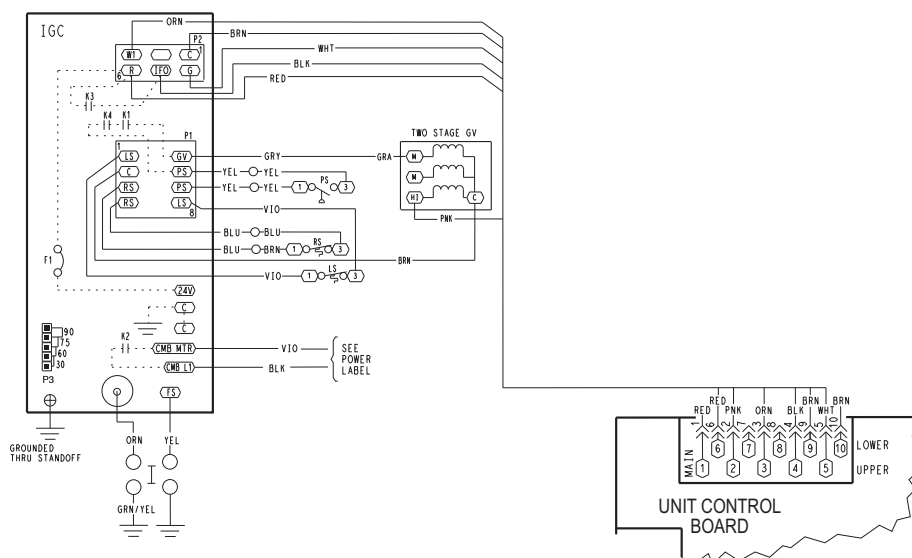 ORN
IGC
P2
BRN
1
W1
C
WHT
R
IFO
G
BLK
6
RED
K3
K4 K1
P1
TWO STAGE GV
1
LS
GV
GRY
GRA
M
C
PS
YEL
YEL
PS
M
1
3
RS
PS
YEL
YEL
HI
C
RS
LS
VIO
8
PNK
BLU
BLU
RS
BLU
BRN
1
3
BRN
F1
LS
VIO
1
3
24V
C
C
90
75
60
30
K2
CMB MTR
VIO
SEE
POWER
LABEL
CMB L1
BLK
P3
FS
GROUNDED
THRU STANDOFF
ORN
YEL
GRN/YEL
RED
BRN
BRN
RED
PNK
ORN
BLK
WHT
1
6
2
7
3
8
4
9
5
10
6
7
8
9
10
LOWER
MAIN
1
2
3
4
5
UPPER
UNIT CONTROL
BOARD